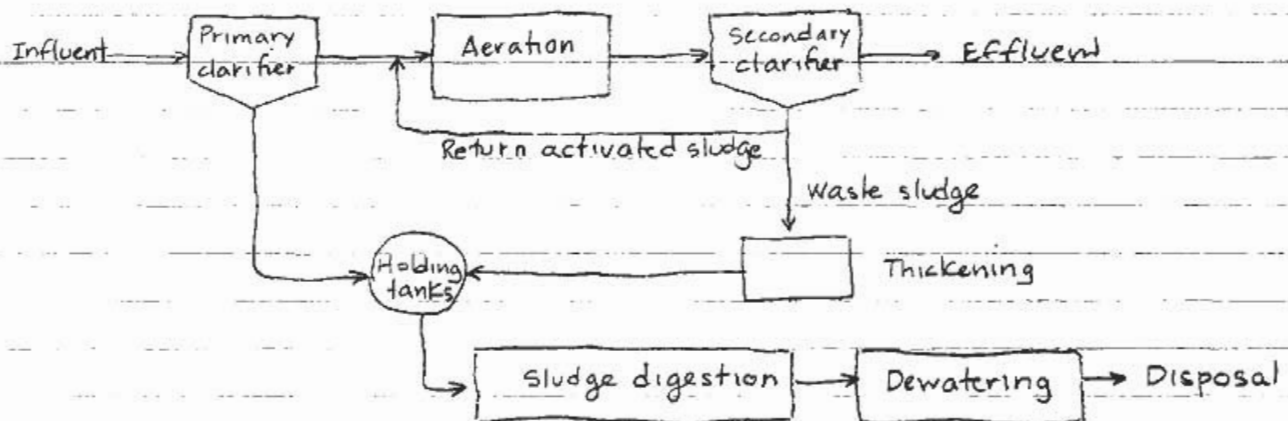 Influent
Primary
clarifier
Aeration
Secondary
clarifier
Effluent
Return activated sludge
Waste sludge
Holding
tanks
Thickening
Sludge digestion
Dewatering
Disposal